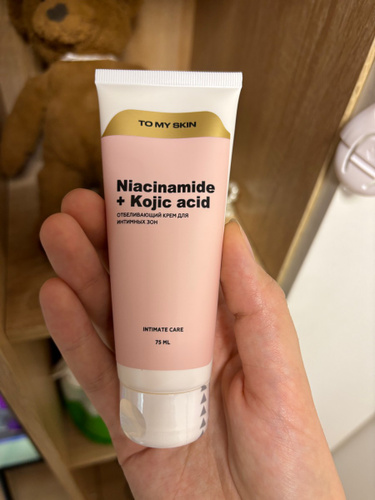 TO MY SKIN
Niacinamide
+ Kojic acid
ОТБЕЛИВАЮЩИЙ КРЕМ ДЛЯ
ИНТИМНЫХ ЗОН
INTIMATE CARE
75 ML